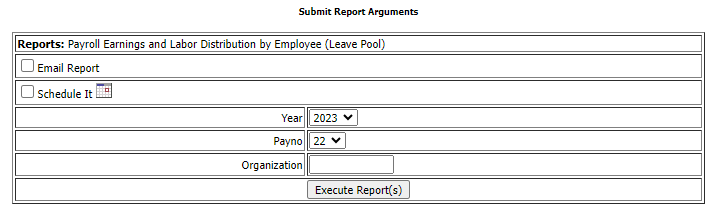 Submit Report Arguments
Reports: Payroll Earnings and Labor Distribution by Employee (Leave Pool)
Email Report
Schedule It
Year 2023
Payno 22
Organization
Execute Report(s)